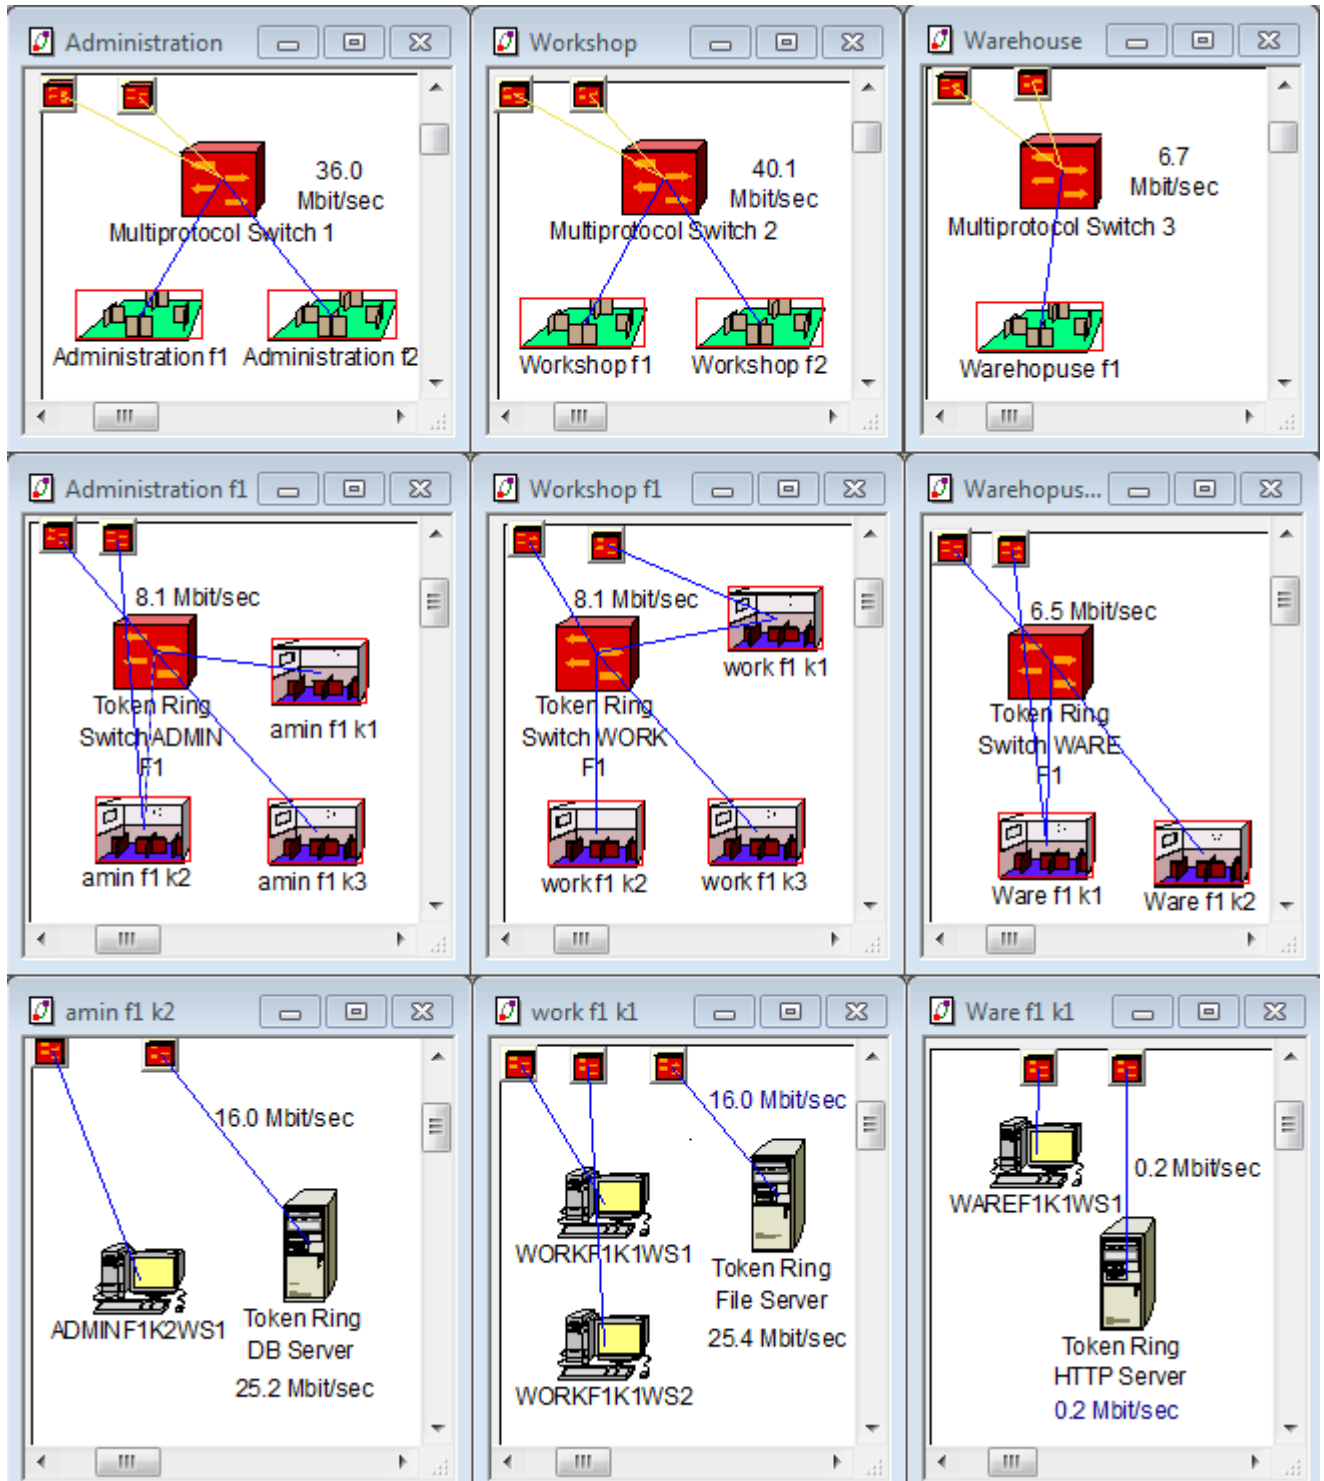 Administration
36.0
Mbit/sec
Multiprotocol Switch 1
Administration f1
Administration f2
Workshop
40.1
Mbit/sec
Multiprotocol Switch 2
Workshop f1
Workshop f2
Warehouse
6.7
Mbit/sec
Multiprotocol Switch 3
Warehopuse f1
Administration f1
8.1 Mbit/sec
Token Ring
Switch ADMIN
F1
amin f1 k1
amin f1 k2
amin f1 k3
Workshop f1
8.1 Mbit/sec
work f1 k1
Token Ring
Switch WORK
F1
work f1 k2
work f1 k3
Warehopus...
6.5 Mbit/sec
Token Ring
Switch WARE
F1
Ware f1 k1
Ware f1 k2
amin f1 k2
16.0 Mbit/sec
ADMINF1K2WS1
Token Ring
DB Server
25.2 Mbit/sec
work f1 k1
16.0 Mbit/sec
WORKF1K1WS1
Token Ring
File Server
25.4 Mbit/sec
WORKF1K1WS2
Ware f1 k1
WAREF1K1WS1
0.2 Mbit/sec
Token Ring
HTTP Server
0.2 Mbit/sec